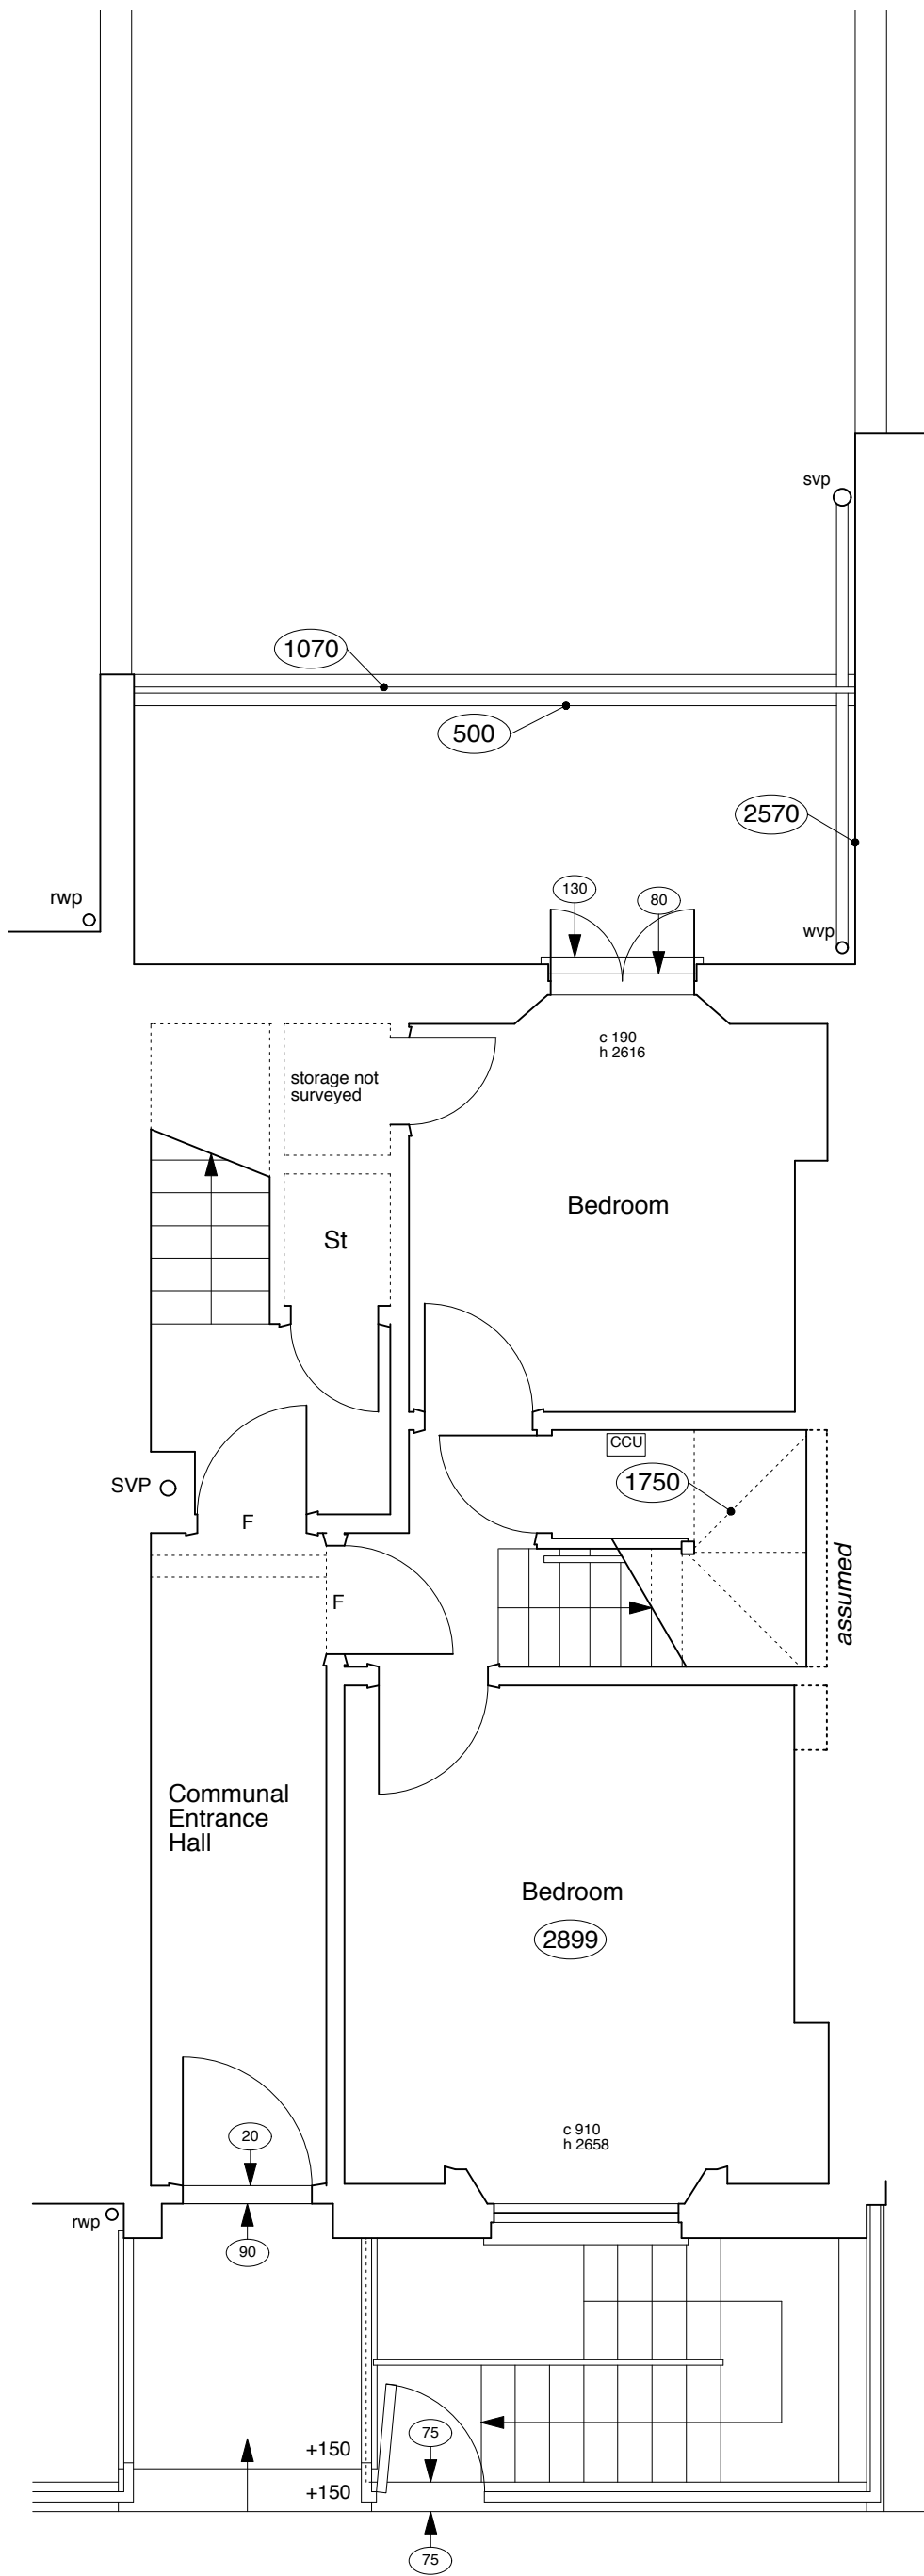 svp
1070
500
2570
rwp
130
80
wvp
c 190
h 2616
storage not
surveyed
Bedroom
St
CCU
1750
SVP
F
F
assumed
Communal
Entrance
Hall
Bedroom
2899
20
c 910
h 2658
rwp
90
+150
75
+150
75